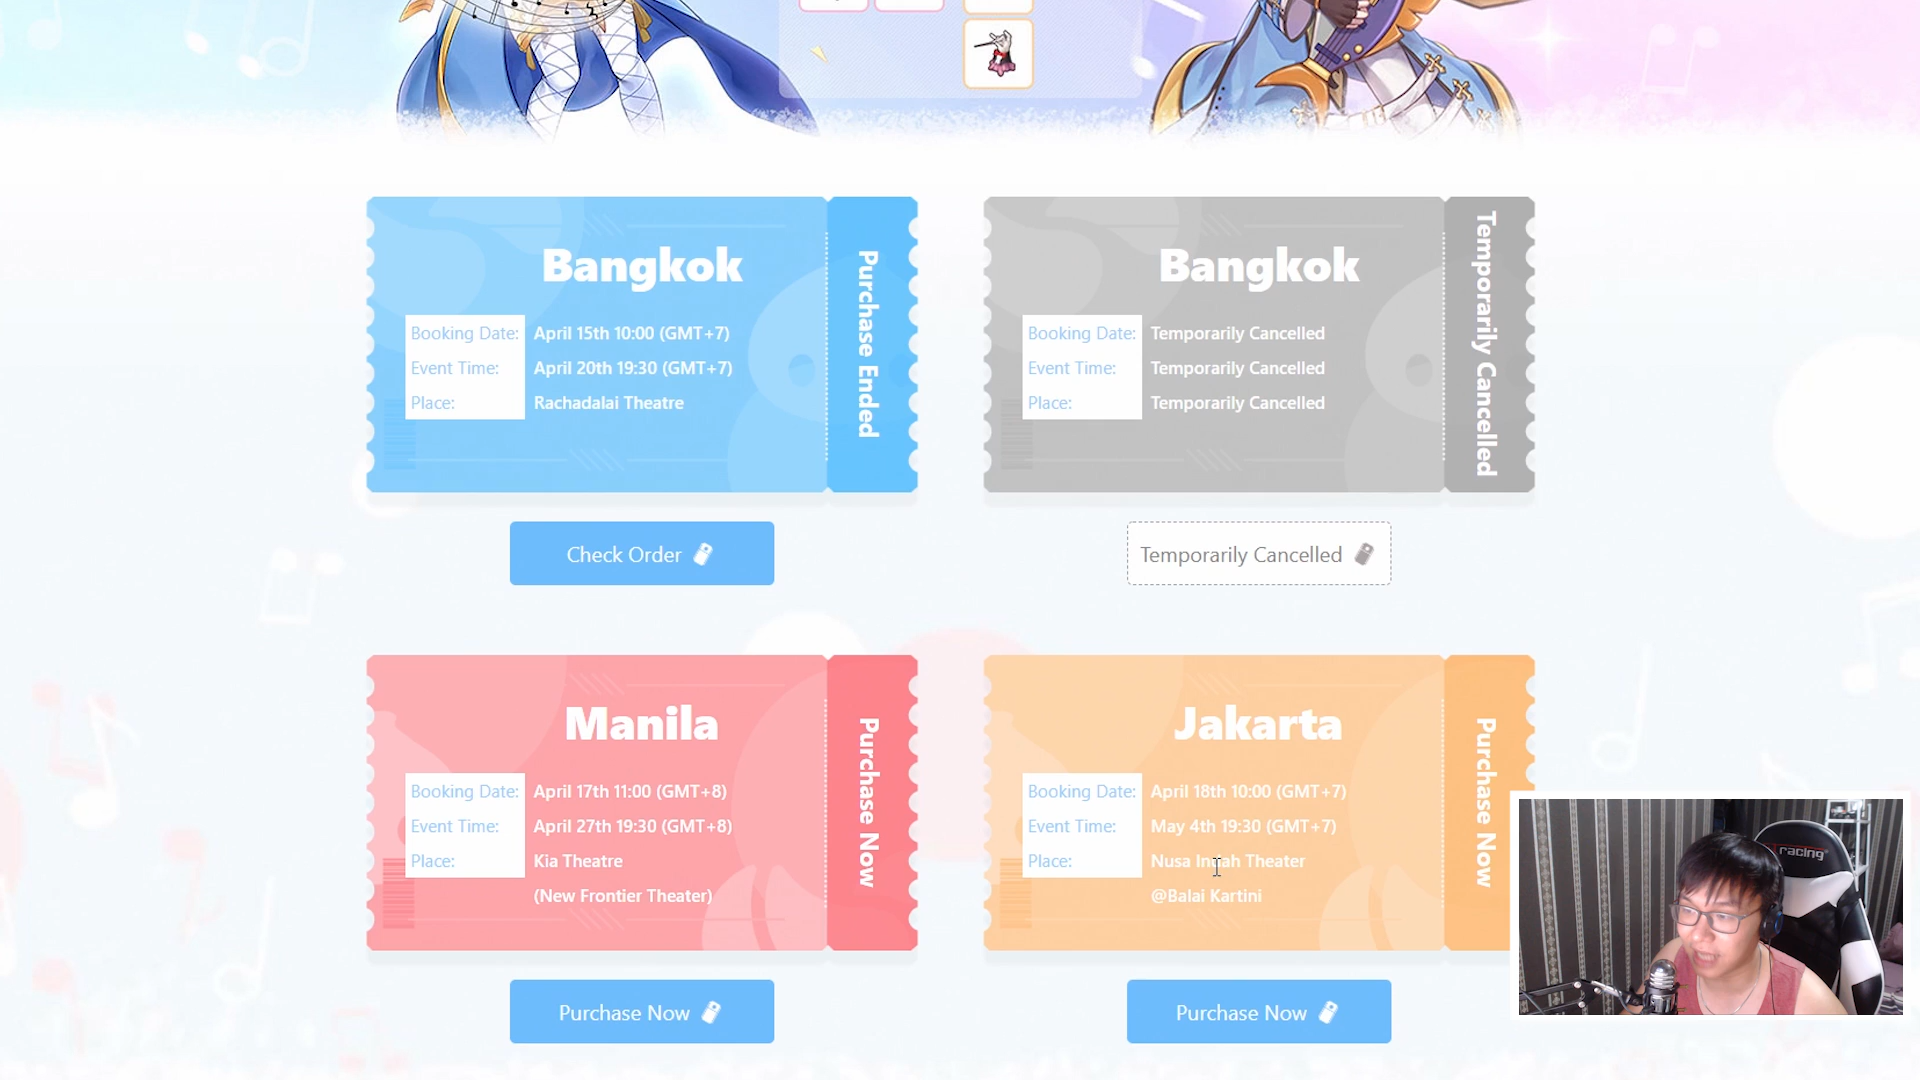 Bangkok
Booking Date: April 15th 10:00 (GMT+7)
Event Time: April 20th 19:30 (GMT+7)
Place: Rachadalai Theatre
Purchase Ended
Check Order
Bangkok
Booking Date: Temporarily Cancelled
Event Time: Temporarily Cancelled
Place: Temporarily Cancelled
Temporarily Cancelled
Temporarily Cancelled
Manila
Booking Date: April 17th 11:00 (GMT+8)
Event Time: April 27th 19:30 (GMT+8)
Place: Kia Theatre
(New Frontier Theater)
Purchase Now
Purchase Now
Jakarta
Booking Date: April 18th 10:00 (GMT+7)
Event Time: May 4th 19:30 (GMT+7)
Place: Nusa Indah Theater
@Balai Kartini
Purchase Now
Purchase Now
racing